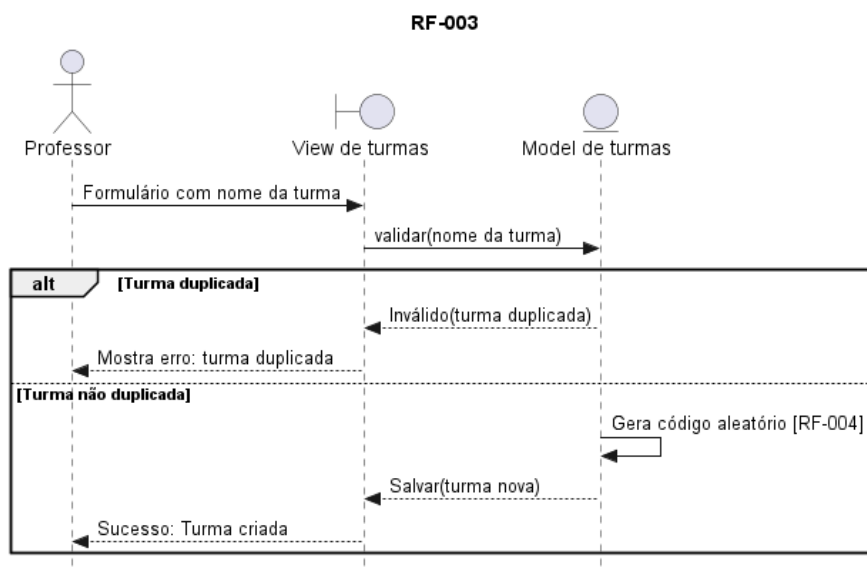 RF-003
Professor
View de turmas
Model de turmas
Formulário com nome da turma
validar(nome da turma)
alt
[Turma duplicada]
Inválido(turma duplicada)
Mostra erro: turma duplicada
[Turma não duplicada]
Gera código aleatório [RF-004]
Salvar(turma nova)
Sucesso: Turma criada